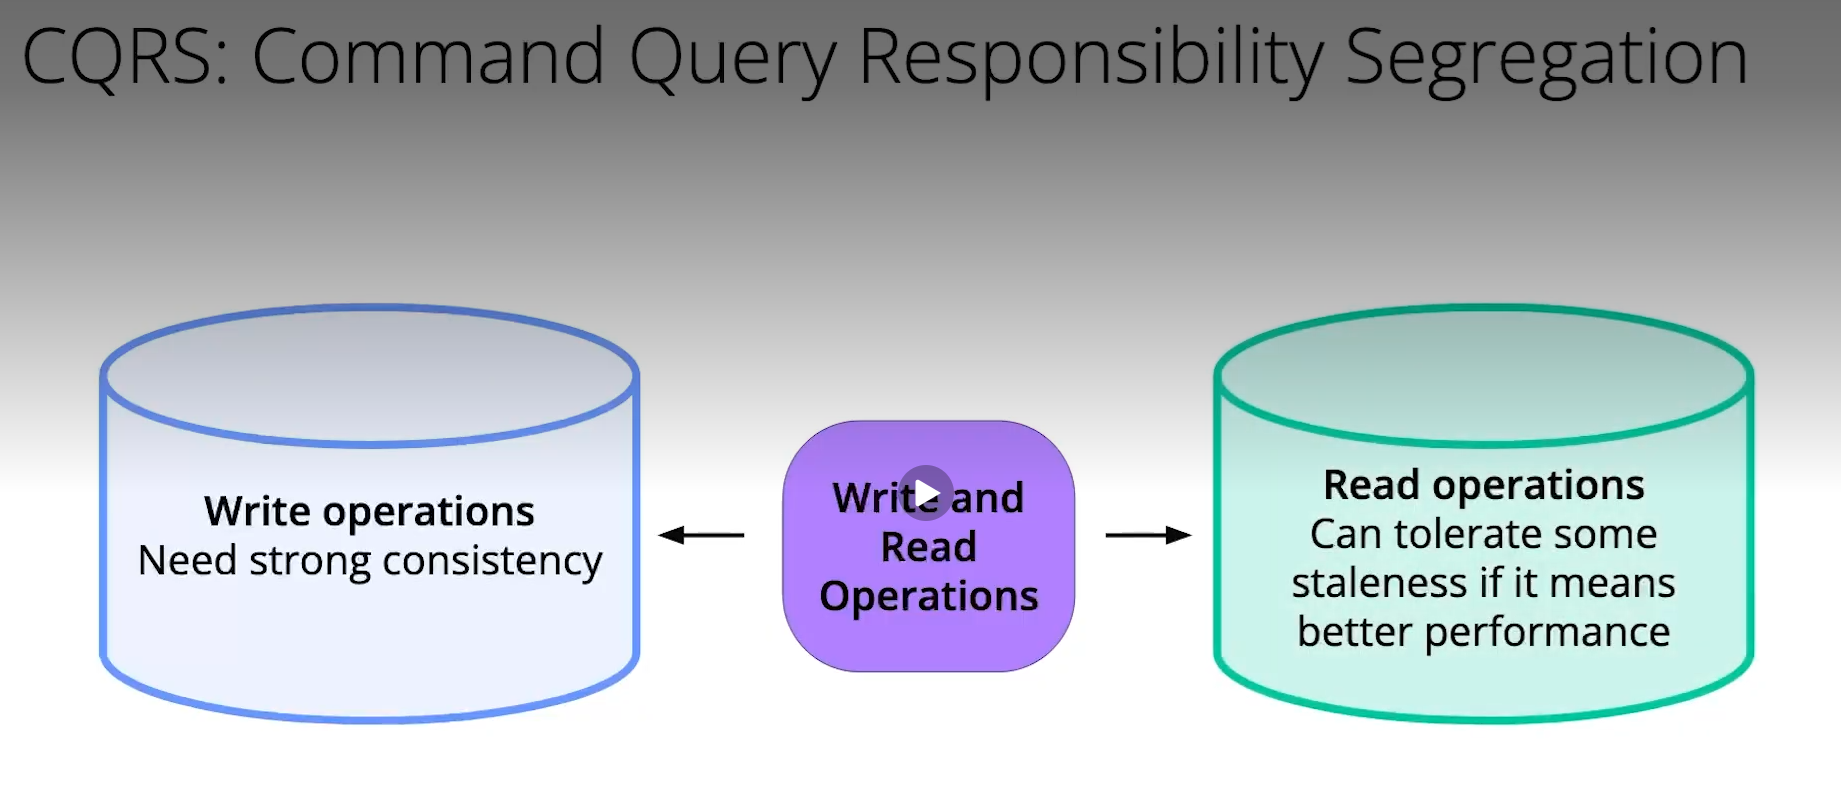 CQRS: Command Query Responsibility Segregation
Write operations
Need strong consistency
Write and
Read
Operations
Read operations
Can tolerate some
staleness if it means
better performance